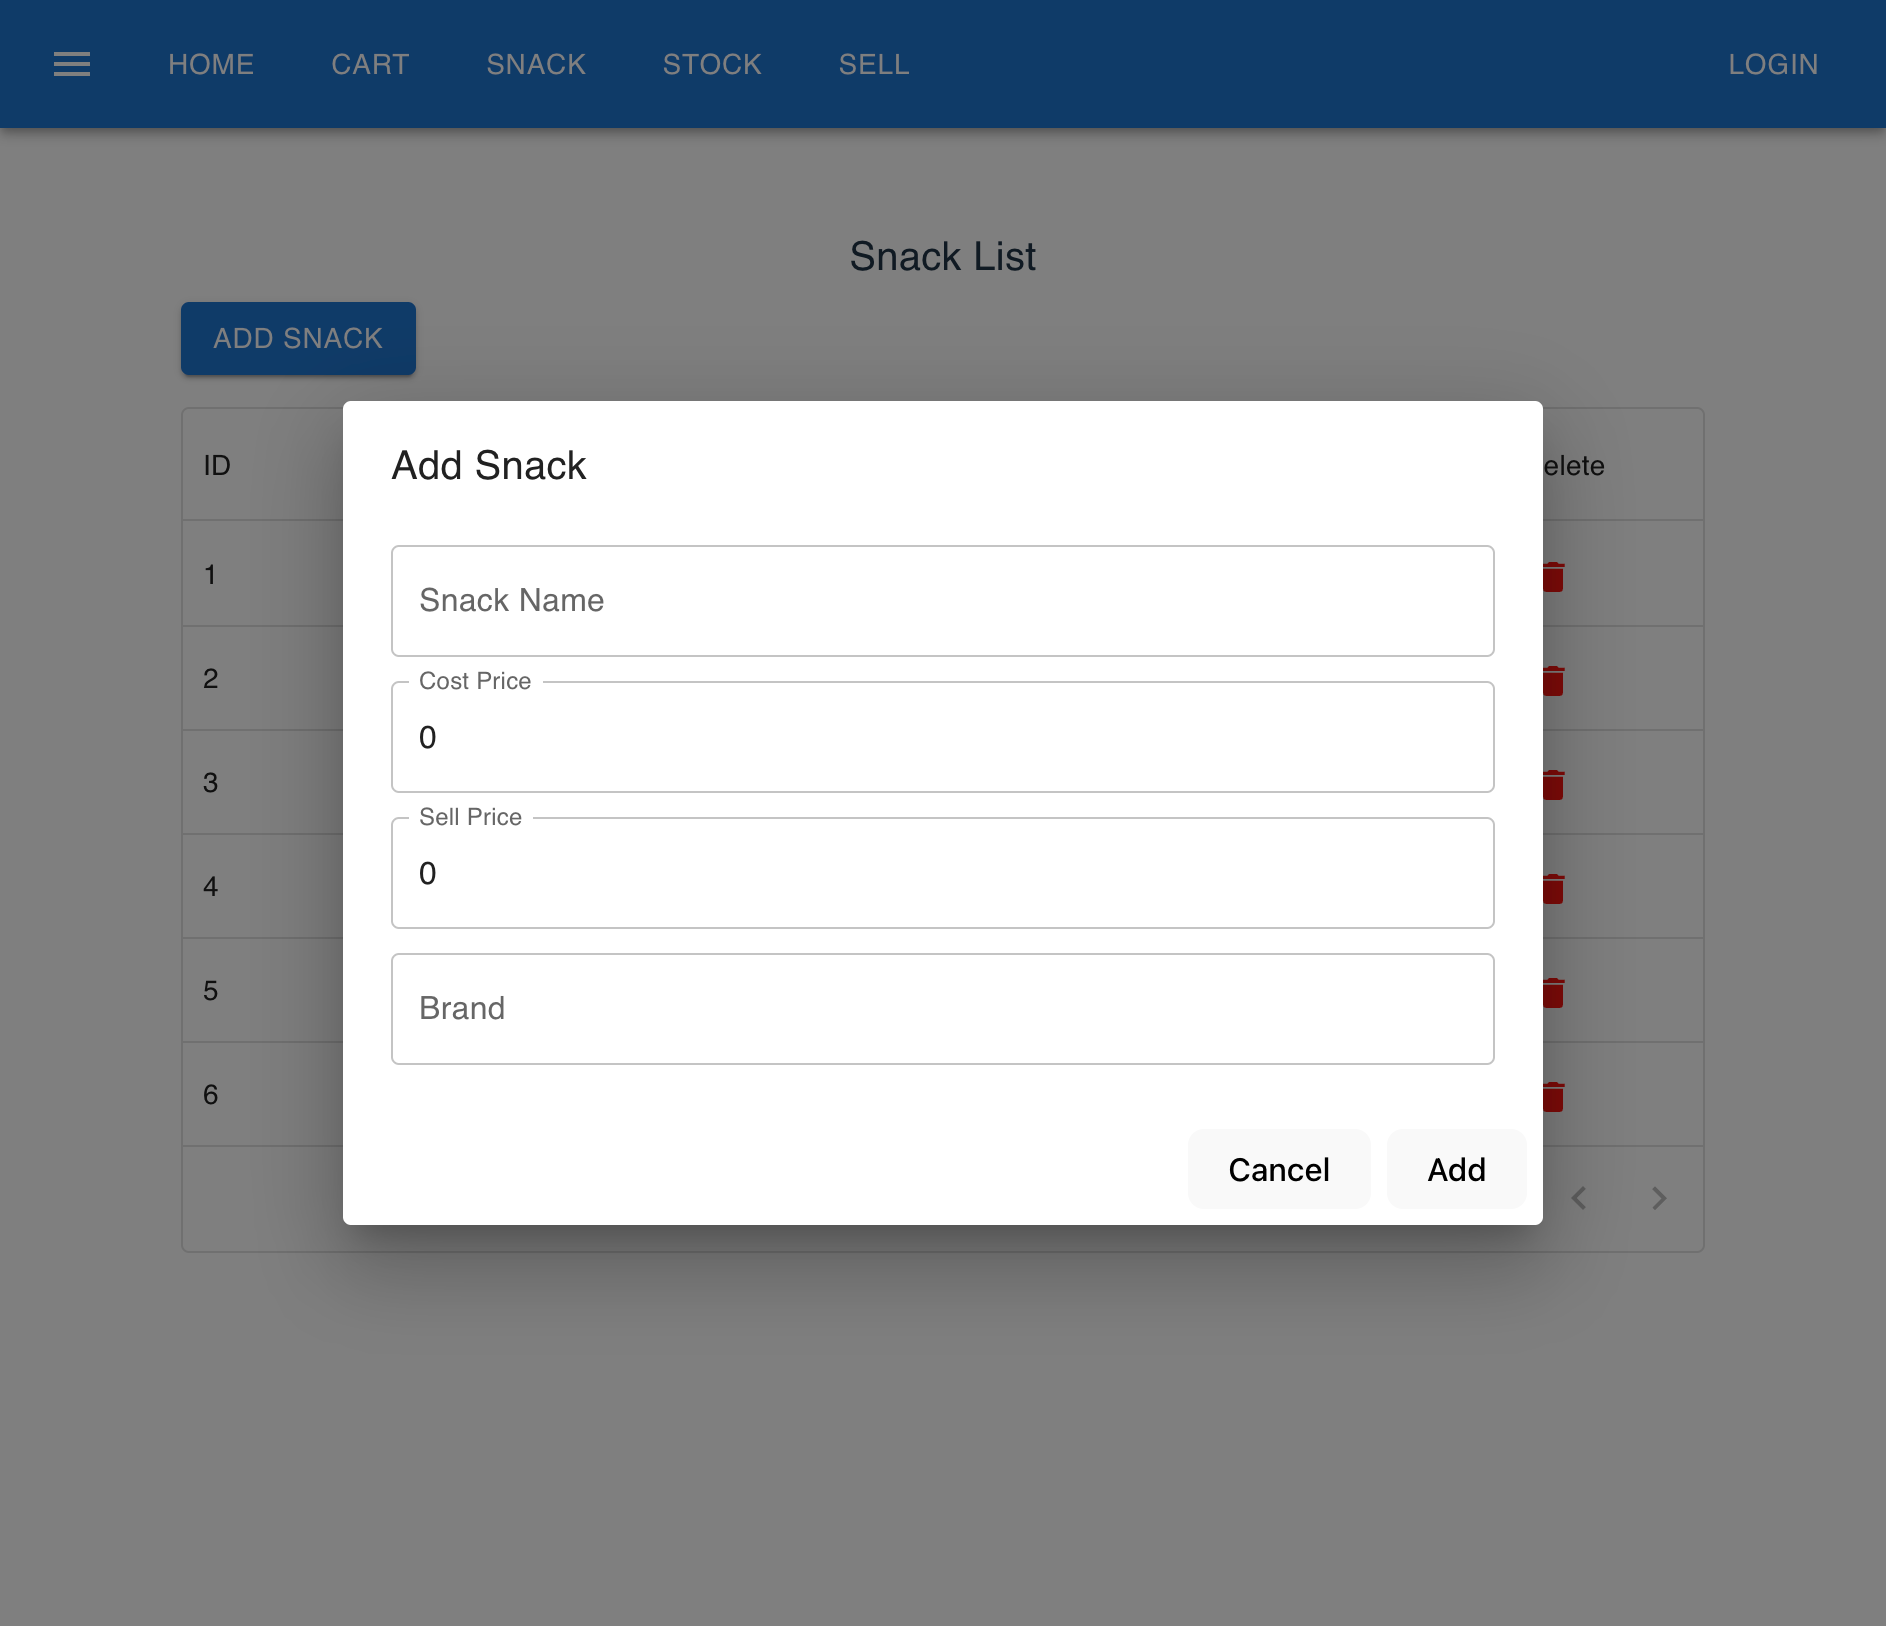 HOME CART SNACK STOCK SELL LOGIN
Snack List
ADD SNACK
ID elete
Add Snack
1
Snack Name
2
Cost Price
0
3
Sell Price
0
4
5
Brand
6
Cancel Add